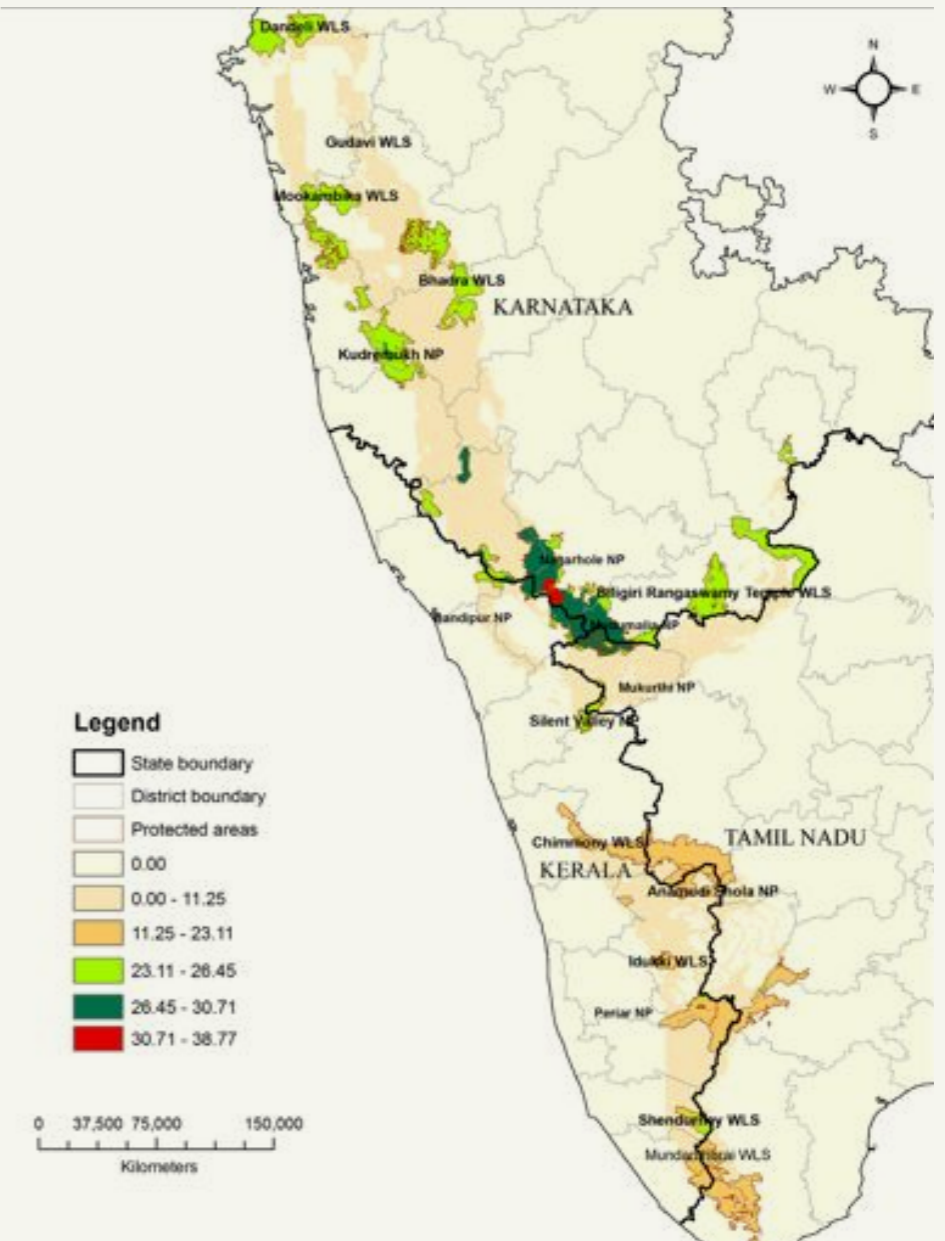 Dandeli WLS
N
W
E
S
Gudavi WLS
Mookambika WLS
Bhadra WLS
KARNATAKA
Kudremukh NP
Nagarhole NP
Biligiri Rangaswamy Temple WLS
Bandipur NP
Mudumalia NP
Mukurthi NP
Silent Valley NP
Legend
State boundary
District boundary
Protected areas
0.00
0.00 - 11.25
11.25 - 23.11
23.11 - 26.45
26.45 - 30.71
30.71 - 38.77
Chimmony WLS
TAMIL NADU
KERALA
Anamudi Shola NP
Idukki WLS
Periar NP
0 37,500 75,000 150,000
Kilometers
Shendurney WLS
Mundanthorai WLS